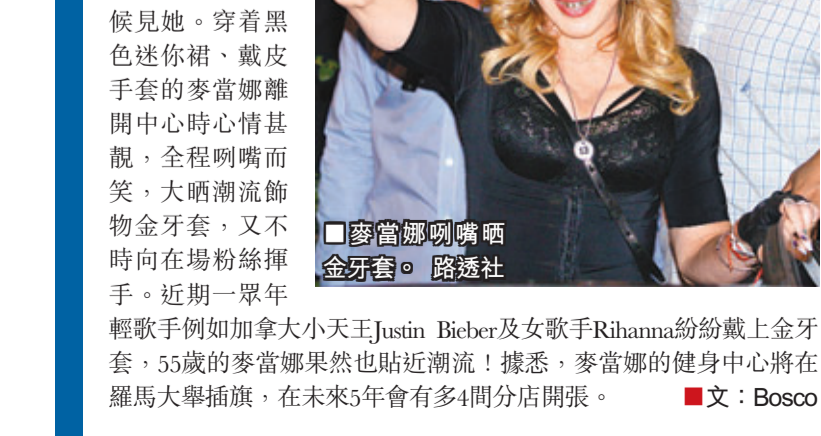 候見她。穿着黑
色迷你裙、戴皮
手套的麥當娜離
開中心時心情甚
靚，全程咧嘴而
笑，大晒潮流飾
物金牙套，又不
時向在場粉絲揮
手。近期一眾年
輕歌手例如加拿大小天王Justin Bieber及女歌手Rihanna紛紛戴上金牙
套，55歲的麥當娜果然也貼近潮流！據悉，麥當娜的健身中心將在
羅馬大舉插旗，在未來5年會有多4間分店開張。 ■文：Bosco
■麥當娜咧嘴晒
金牙套。 路透社